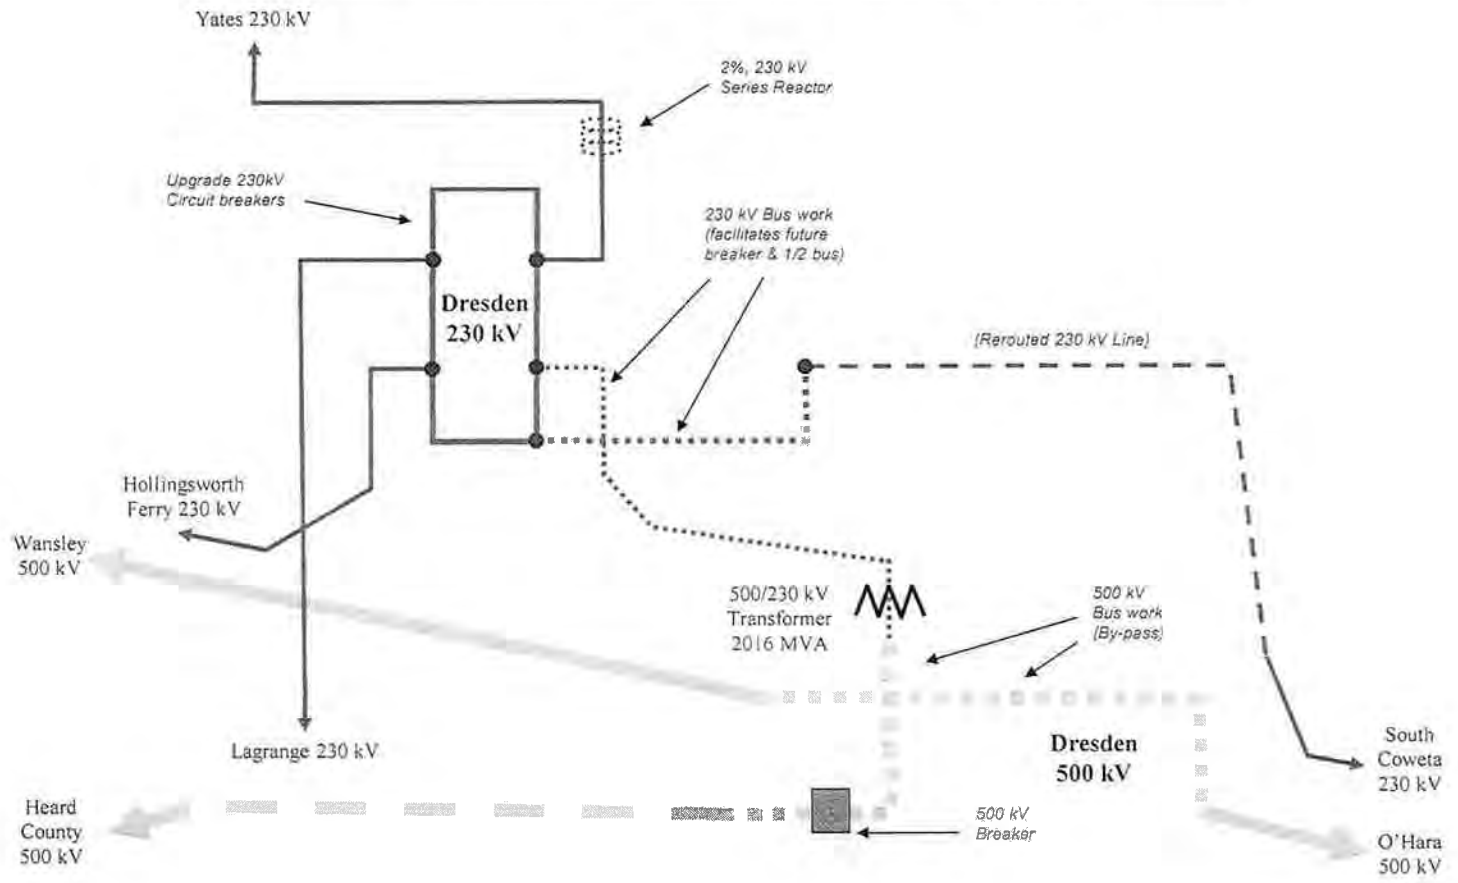 Yates 230 kV
2%, 230 kV
Series Reactor
Upgrade 230kV
Circuit breakers
230 kV Bus work
(facilitates future
breaker & 1/2 bus)
Dresden
230 kV
(Rerouted 230 kV Line)
Hollingsworth
Ferry 230 kV
Wansley
500 kV
500/230 kV
Transformer
2016 MVA
500 kV
Bus work
(By-pass)
Lagrange 230 kV
Dresden
500 kV
South
Coweta
230 kV
Heard
County
500 kV
500 kV
Breaker
O'Hara
500 kV